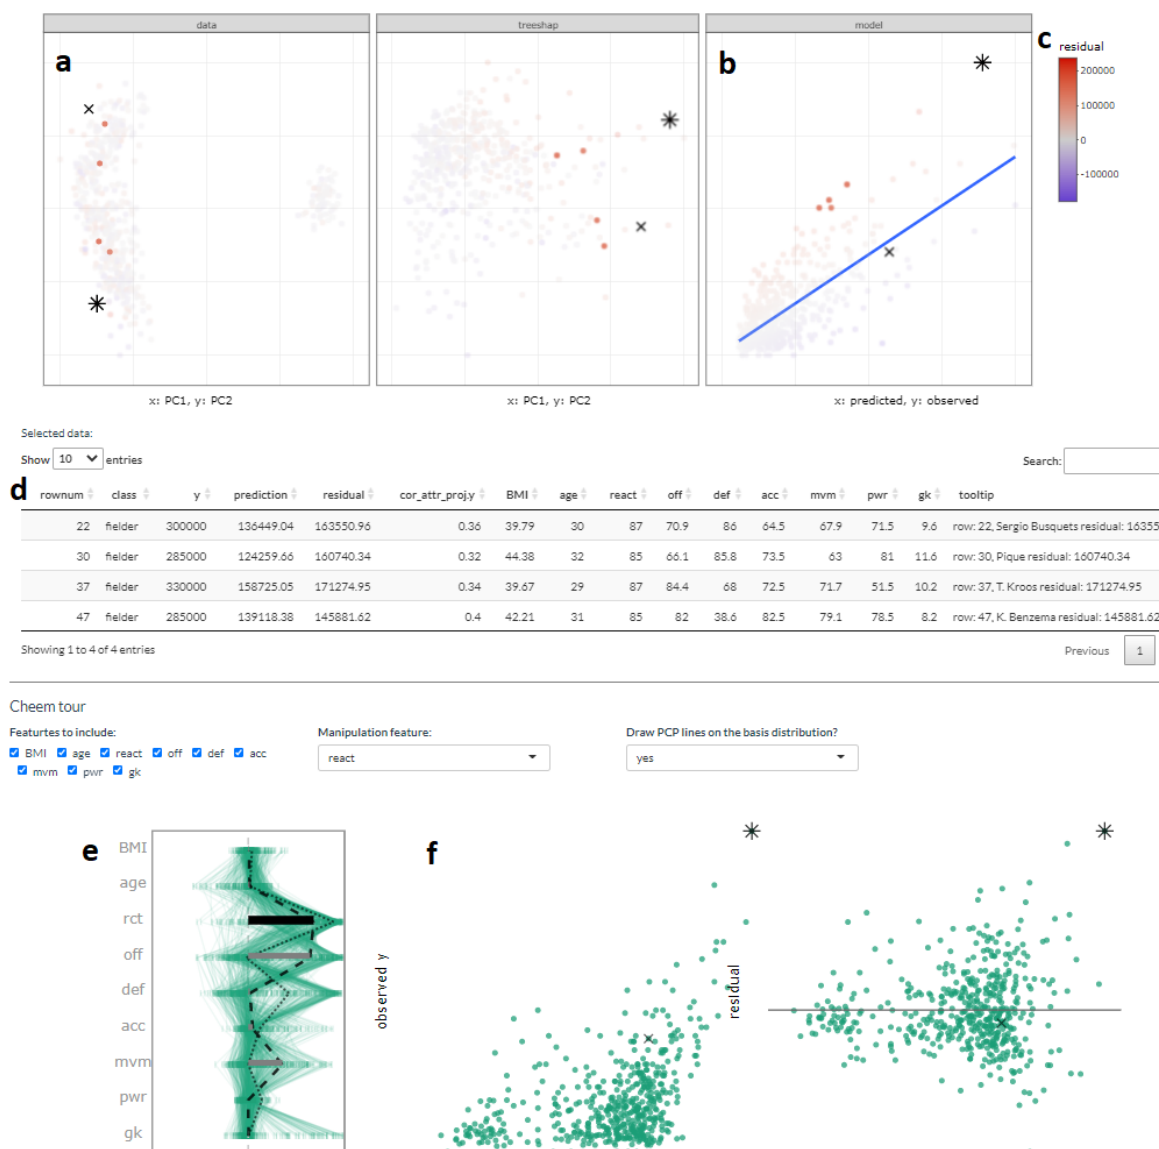 data treeshap model
a b c residual
200000
100000
0
-100000
x: PC1, y: PC2 x: PC1, y: PC2 x: predicted, y: observed
Selected data:
Show 10 entries Search:
d rownum class y prediction residual cor_attr_proj.y BMI age react off def acc mvm pwr gk tooltip
22 fielder 300000 136449.04 163550.96 0.36 39.79 30 87 70.9 86 64.5 67.9 71.5 9.6 row: 22, Sergio Busquets residual: 16355
30 fielder 285000 124259.66 160740.34 0.32 44.38 32 85 66.1 85.8 73.5 63 81 11.6 row: 30, Pique residual: 160740.34
37 fielder 330000 158725.05 171274.95 0.34 39.67 29 87 84.4 68 72.5 71.7 51.5 10.2 row: 37, T. Kroos residual: 171274.95
47 fielder 285000 139118.38 145881.62 0.4 42.21 31 85 82 38.6 82.5 79.1 78.5 8.2 row: 47, K. Benzema residual: 145881.62
Showing 1 to 4 of 4 entries Previous 1
Cheem tour
Featurtes to include: Manipulation feature: Draw PCP lines on the basis distribution?
BMI age react off def acc
mvm pwr gk
react yes
e f
BMI
age
rct
off
def
acc
mvm
pwr
gk
observed y
residual